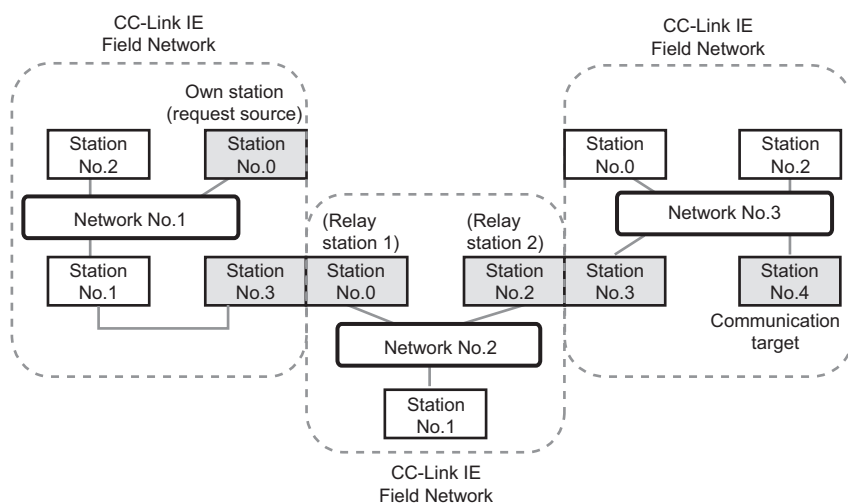 CC-Link IE
Field Network
CC-Link IE
Field Network
Own station
(request source)
Station
No.2
Station
No.0
Station
No.0
Station
No.2
Network No.1
Network No.3
(Relay
station 1)
(Relay
station 2)
Station
No.1
Station
No.3
Station
No.0
Station
No.2
Station
No.3
Station
No.4
Communication
target
Network No.2
Station
No.1
CC-Link IE
Field Network